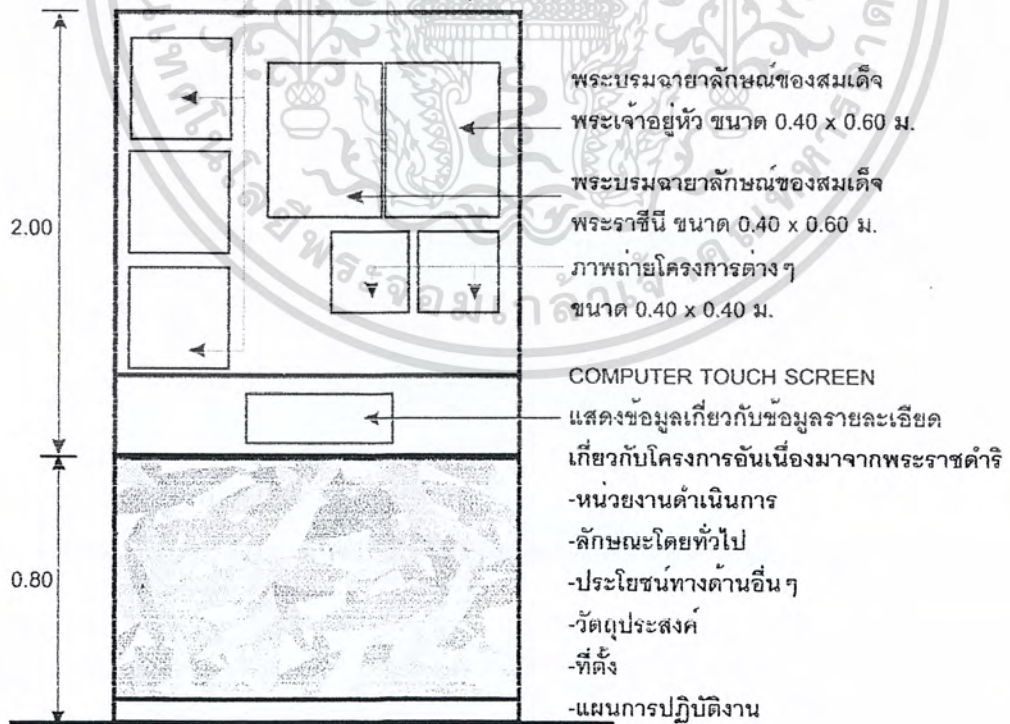 2.00
0.80
พระบรมฉายาลักษณ์ของสมเด็จ
พระเจ้าอยู่หัว ขนาด 0.40 x 0.60 ม.
พระบรมฉายาลักษณ์ของสมเด็จ
พระราชีนี ขนาด 0.40 x 0.60 ม.
ภาพถ่ายโครงการต่าง ๆ
ขนาด 0.40 x 0.40 ม.
COMPUTER TOUCH SCREEN
แสดงข้อมูลเกี่ยวกับข้อมูลรายละเอียด
เกี่ยวกับโครงการอันเนื่องมาจากพระราชดำริ
-หน่วยงานดำเนินการ
-ลักษณะโดยทั่วไป
-ประโยชน์ทางด้านอื่น ๆ
-วัตถุประสงค์
-ที่ตั้ง
-แผนการปฏิบัติงาน